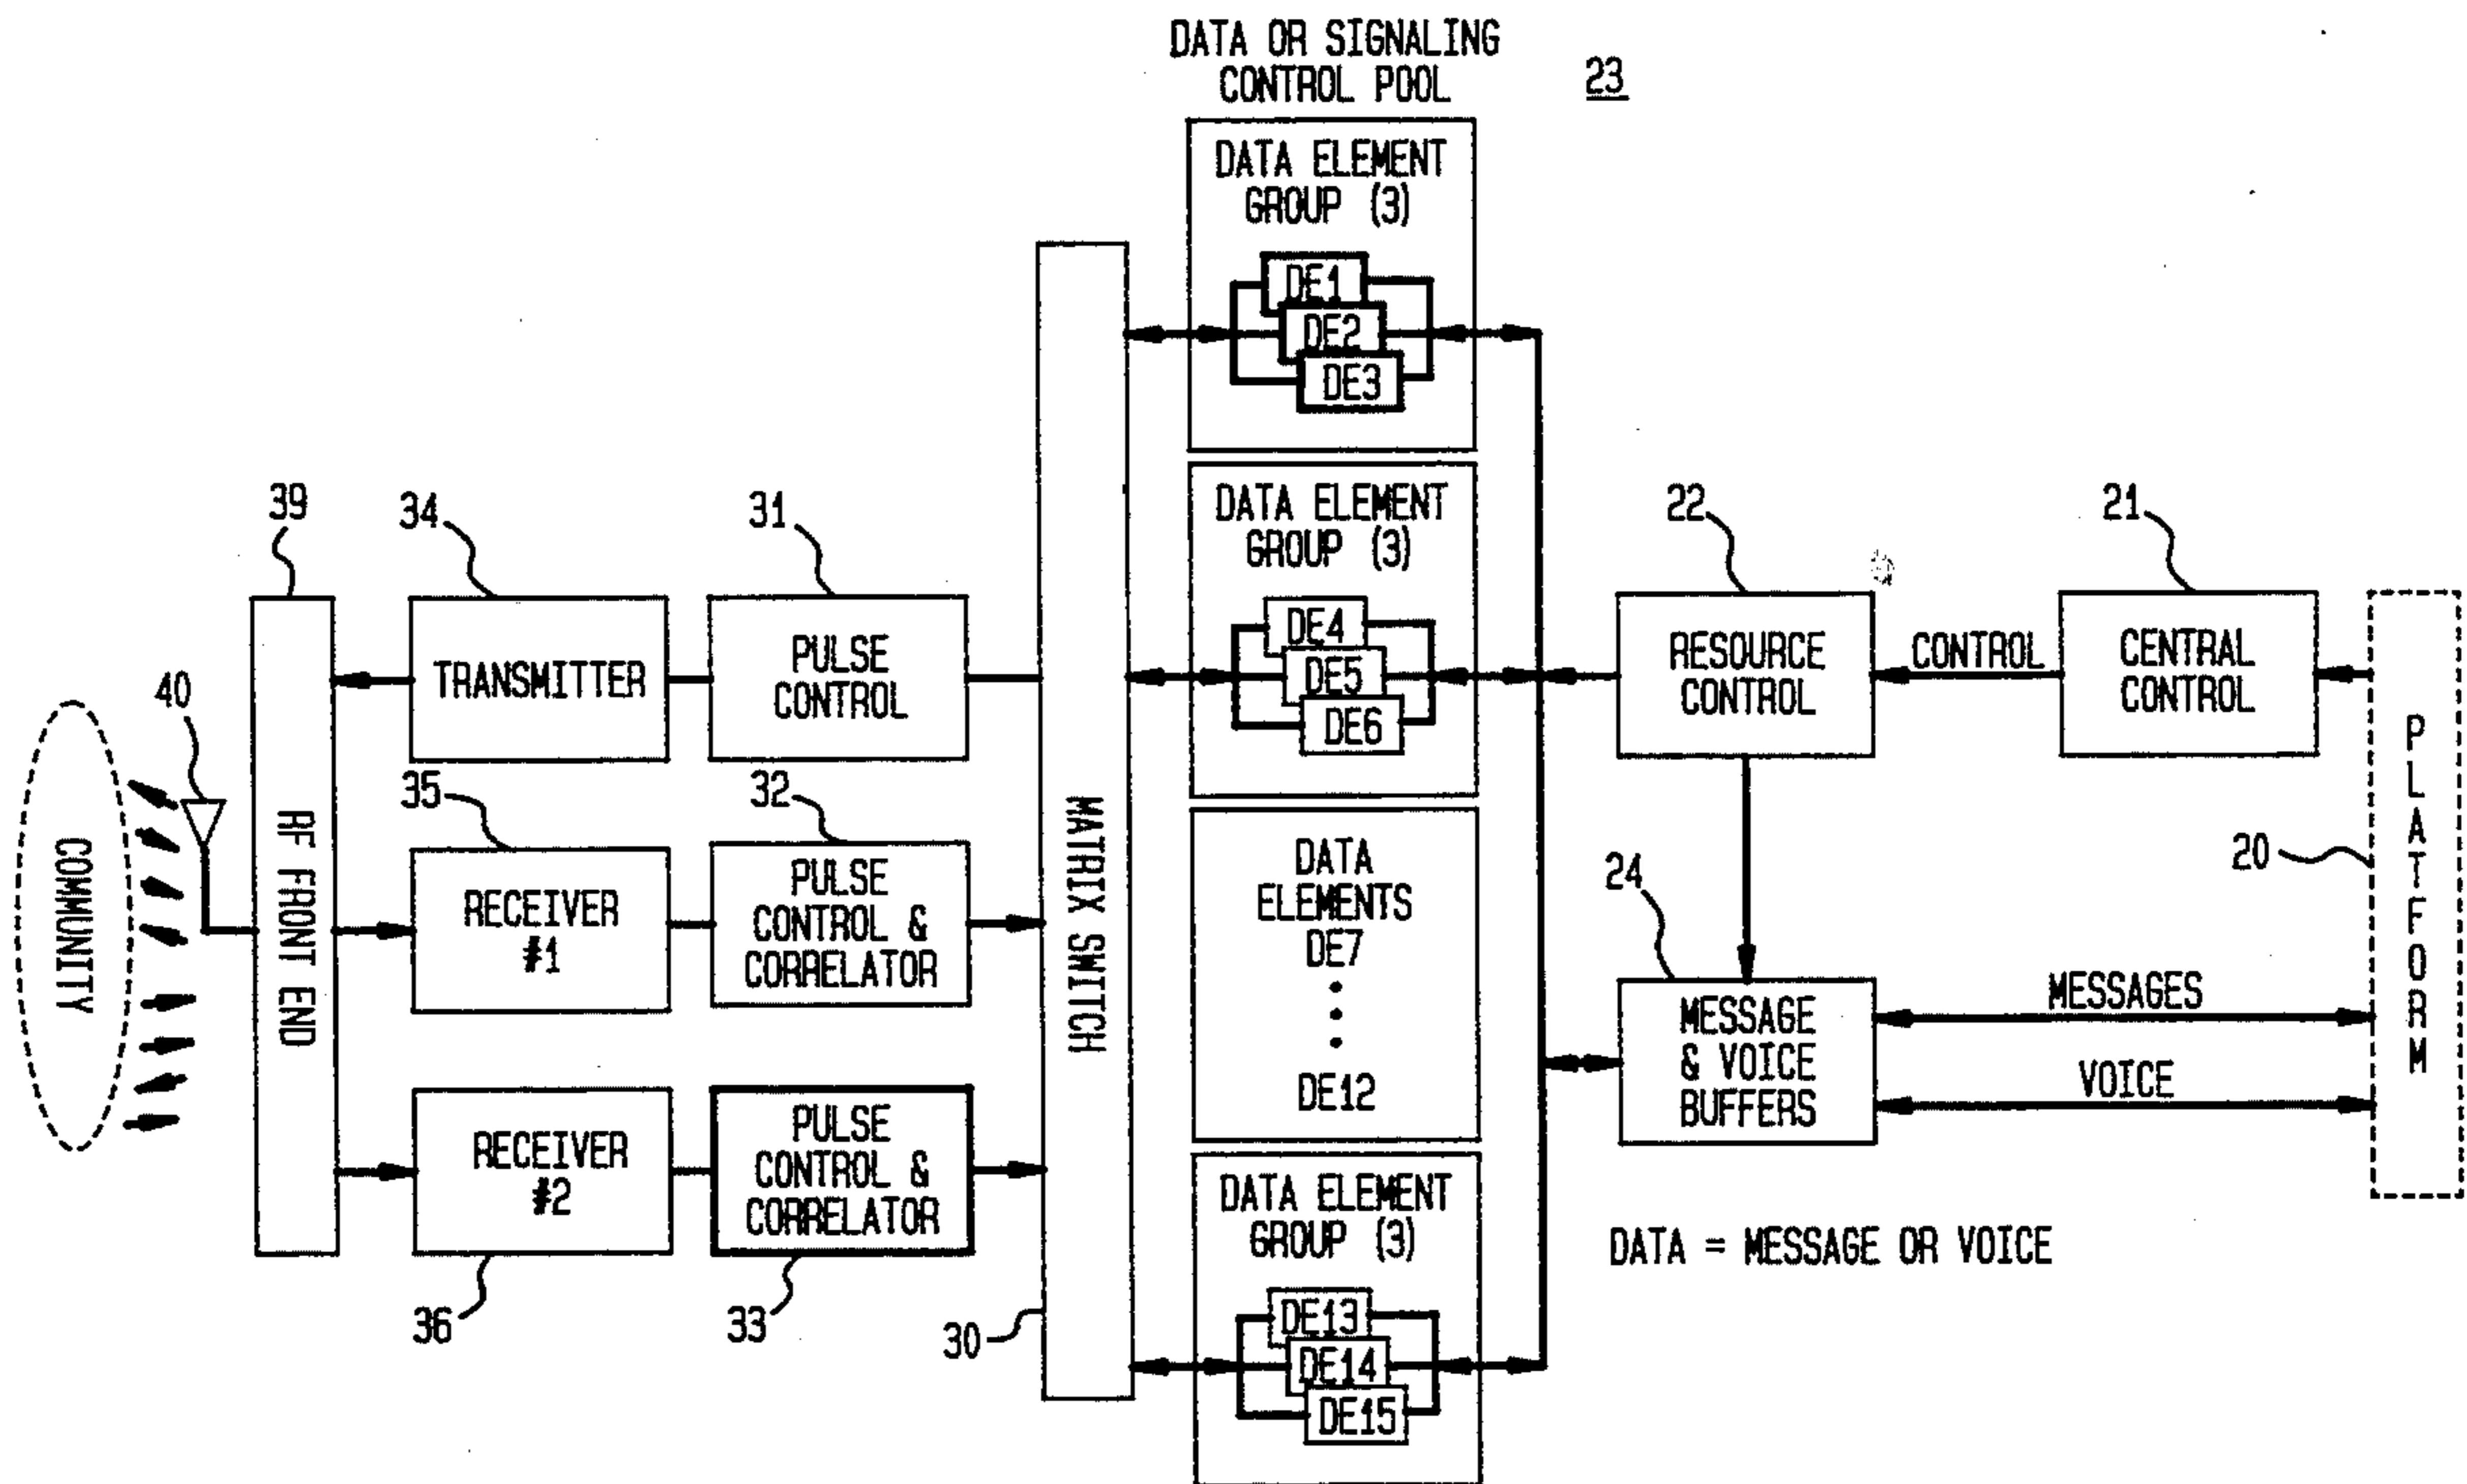 DATA OR SIGNALING
CONTROL POOL
23
DATA ELEMENT
GROUP (3)
DE1
DE2
DE3
DATA ELEMENT
GROUP (3)
DE4
DE5
DE6
DATA
ELEMENTS
DE7
DE12
DATA ELEMENT
GROUP (3)
DE13
DE14
DE15
39
34
31
22
21
TRANSMITTER
PULSE
CONTROL
RESOURCE
CONTROL
CONTROL
CENTRAL
CONTROL
40
35
32
COMMUNITY
RF FRONT END
RECEIVER
#1
PULSE
CONTROL &
CORRELATOR
MATRIX SWITCH
24
20
PLATFORM
MESSAGE
& VOICE
BUFFERS
MESSAGES
VOICE
RECEIVER
#2
PULSE
CONTROL &
CORRELATOR
36
33
30
DATA = MESSAGE OR VOICE